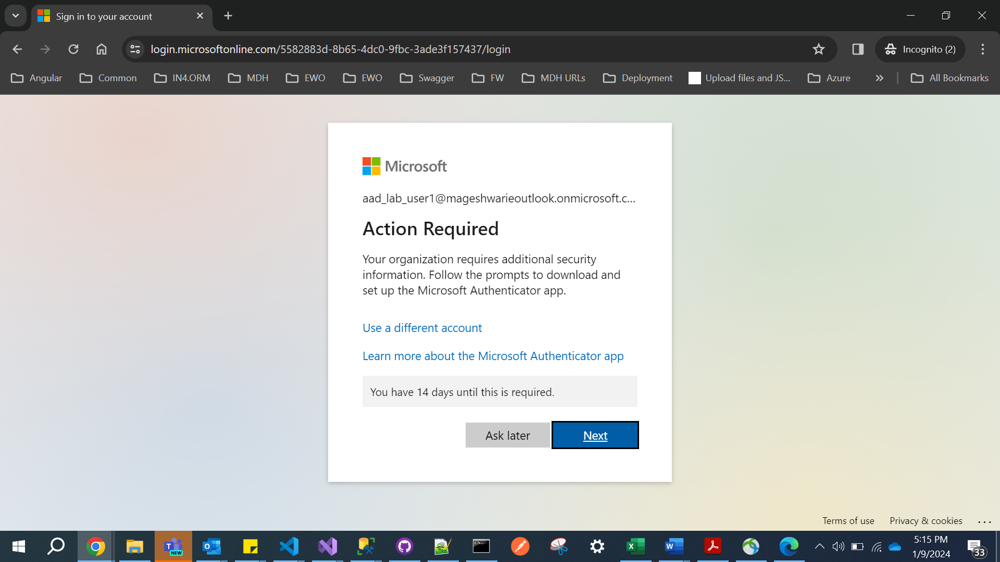 Sign in to your account
login.microsoftonline.com/5582883d-8b65-4dc0-9fbc-3ade3f157437/login
Incognito (2)
Angular Common IN4.ORM MDH EWO EWO Swagger FW MDH URLs Deployment Upload files and JS... Azure » All Bookmarks
Microsoft
aad_lab_user1@mageshwarieoutlook.onmicrosoft.c...
Action Required
Your organization requires additional security
information. Follow the prompts to download and
set up the Microsoft Authenticator app.
Use a different account
Learn more about the Microsoft Authenticator app
You have 14 days until this is required.
Ask later Next
Terms of use Privacy & cookies ...
NEW
5:15 PM
1/9/2024
33